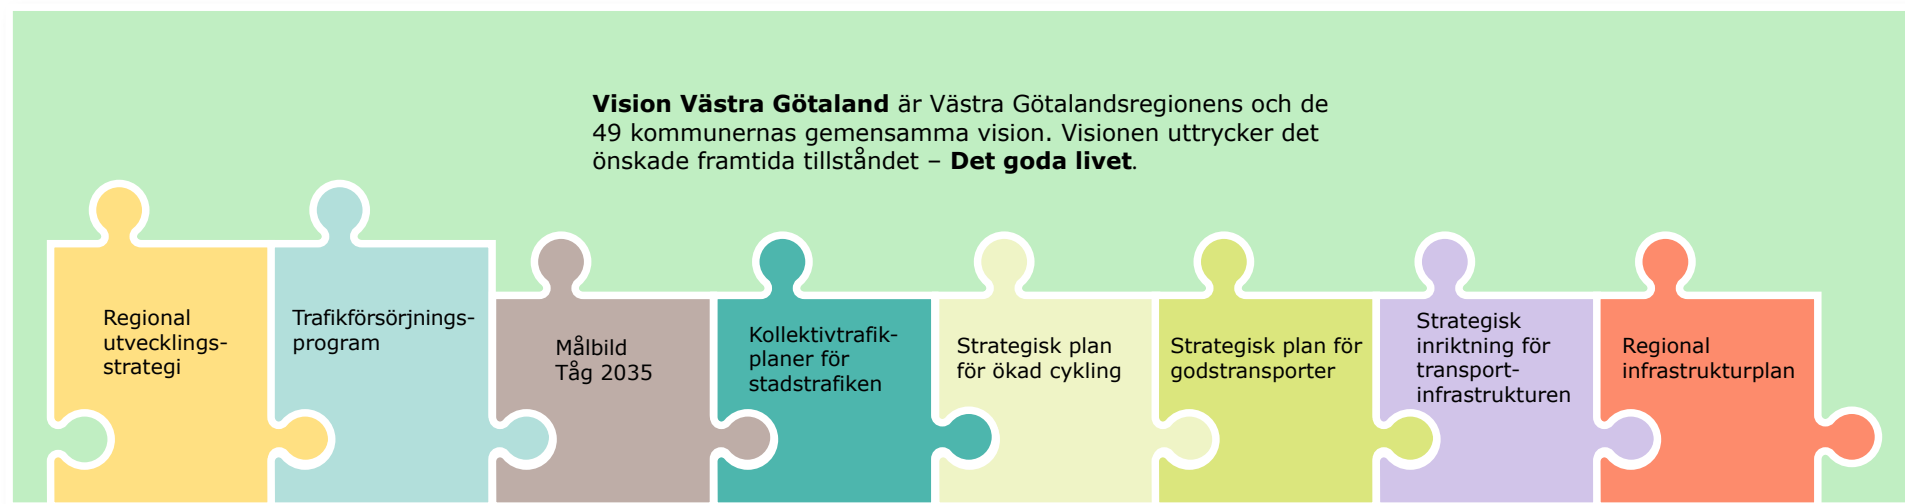 Vision Västra Götaland är Västra Götalandsregionens och de
49 kommunernas gemensamma vision. Visionen uttrycker det
önskade framtida tillståndet – Det goda livet.
Regional
utvecklings-
strategi
Trafikförsörjnings-
program
Målbild
Tåg 2035
Kollektivtrafik-
planer för
stadstrafiken
Strategisk plan
för ökad cykling
Strategisk plan för
godstransporter
Strategisk
inriktning för
transport-
infrastrukturen
Regional
infrastrukturplan